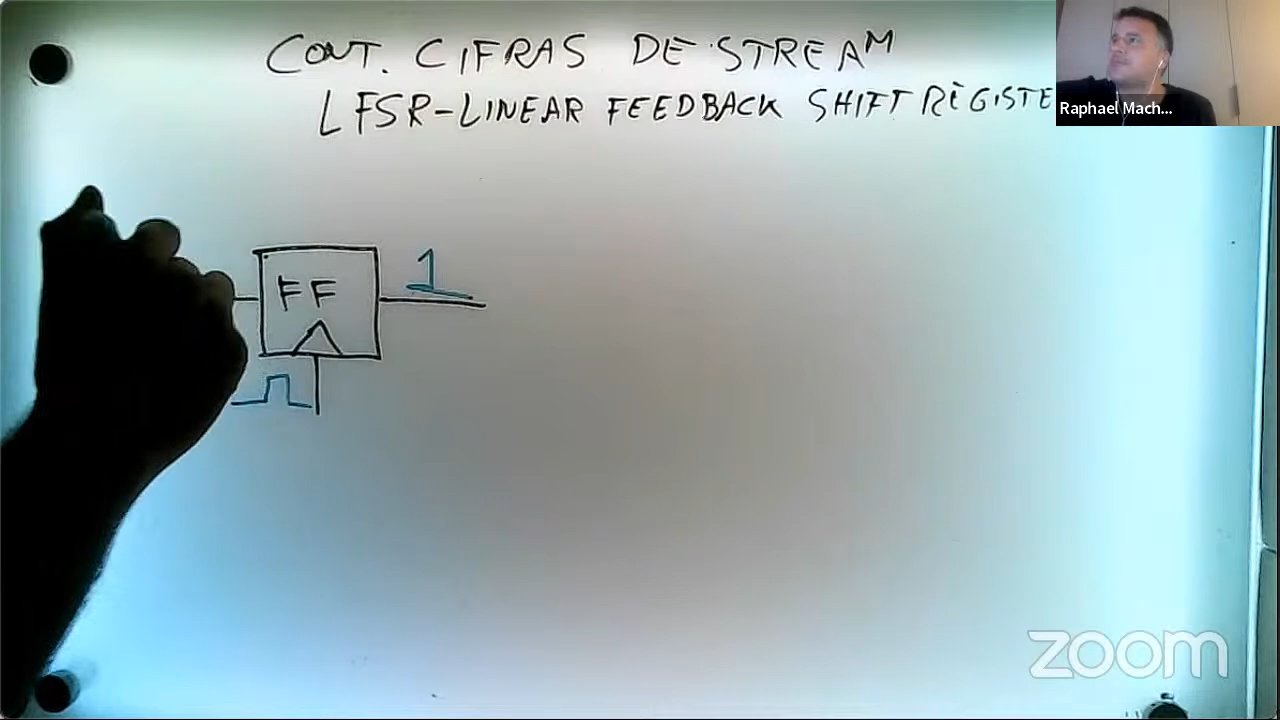 CONT. CIFRAS DE STREAM
LFSR-LINEAR FEEDBACK SHIFT REGISTE
Raphael Mach...
FF
1
zoom